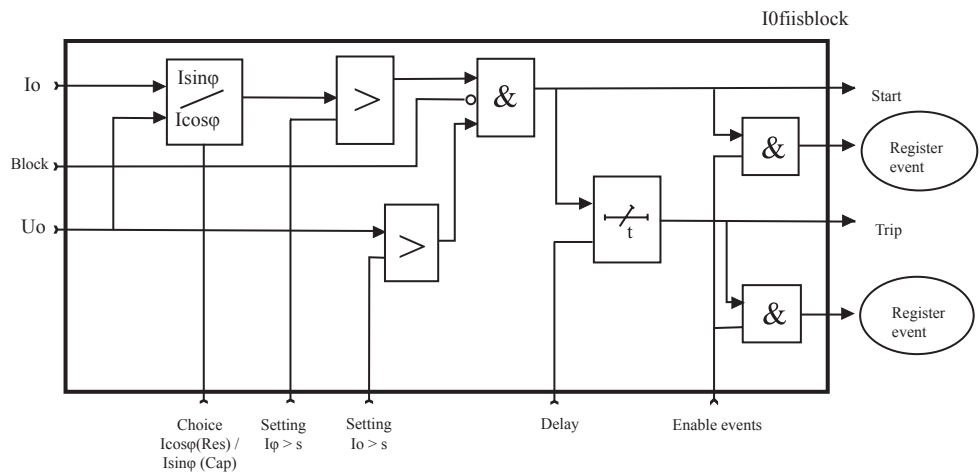 I0fiisblock
Io
Isinφ
Icosφ
>
&
Start
Block
&
Register
event
Uo
>
t
Trip
&
Register
event
Choice
Icosφ(Res) /
Isinφ (Cap)
Setting
Iφ > s
Setting
Io > s
Delay
Enable events